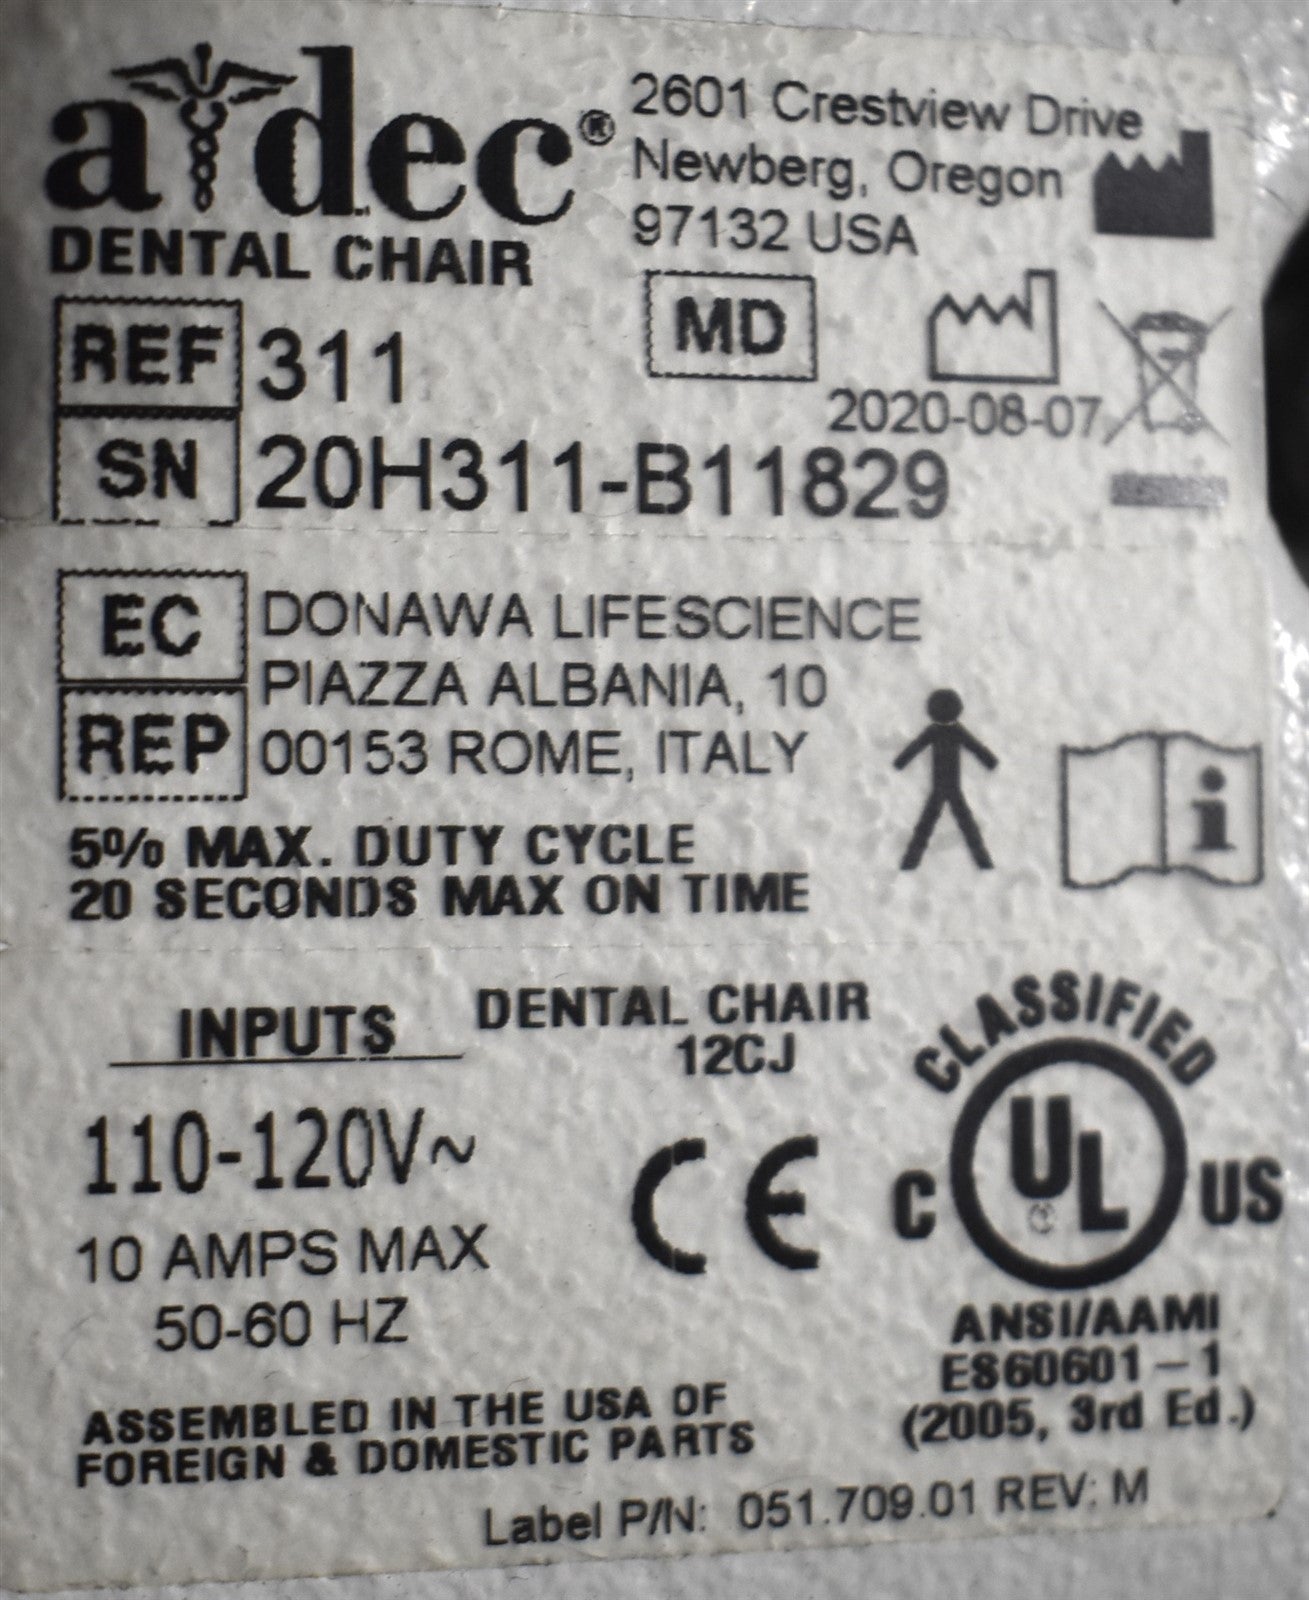 a dec®
DENTAL CHAIR
2601 Crestview Drive
Newberg, Oregon
97132 USA
REF 311
MD
2020-08-07
SN 20H311-B11829
EC REP
DONAWA LIFESCIENCE
PIAZZA ALBANIA, 10
00153 ROME, ITALY
5% MAX. DUTY CYCLE
20 SECONDS MAX ON TIME
i
INPUTS
110-120V~
10 AMPS MAX
50-60 HZ
DENTAL CHAIR
12CJ
CE
CLASSIFIED
C UL US
ANSI/AAMI
ES60601-1
(2005, 3rd Ed.)
ASSEMBLED IN THE USA OF
FOREIGN & DOMESTIC PARTS
Label P/N: 051.709.01 REV: M